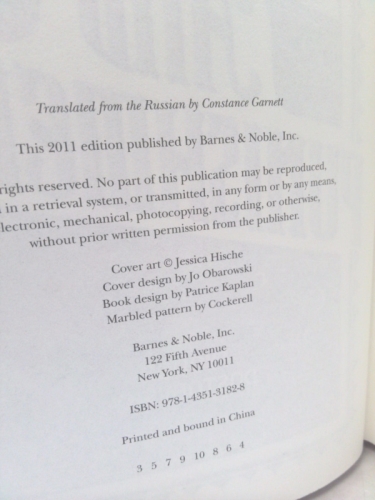 Translated from the Russian by Constance Garnett
This 2011 edition published by Barnes & Noble, Inc.
rights reserved. No part of this publication may be reproduced,
in a retrieval system, or transmitted, in any form or by any means,
electronic, mechanical, photocopying, recording, or otherwise,
without prior written permission from the publisher.
Cover art © Jessica Hische
Cover design by Jo Obarowski
Book design by Patrice Kaplan
Marbled pattern by Cockerell
Barnes & Noble, Inc.
122 Fifth Avenue
New York, NY 10011
ISBN: 978-1-4351-3182-8
Printed and bound in China
3 5 7 9 10 8 6 4